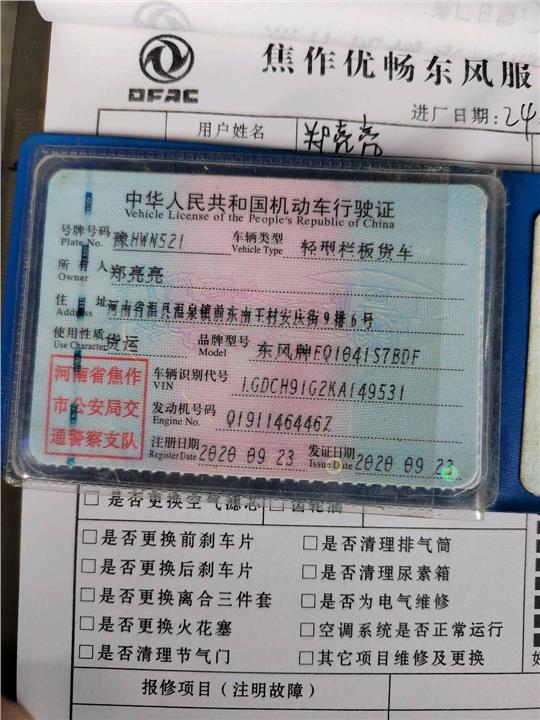 DFAC
焦作优畅东风服
进厂日期:24
用户姓名 郑亮亮
中华人民共和国机动车行驶证
Vehicle License of the People's Republic of China
号牌号码 豫HWN521 车辆类型 轻型栏板货车
Plate No. Vehicle Type
所有人 郑亮亮
Owner
住址 河南省温县温泉镇前东南王村安庆街9排6号
Address
使用性质 货运 品牌型号 东风牌EQ1041S7BDF
Use Character Model
河南省焦作
市公安局交
通警察支队
车辆识别代号 LGDCH91G2KA149531
VIN
发动机号码 Q191146446Z
Engine No.
注册日期 2020 09 23 发证日期 2020 09 23
Register Date Issue Date
是否更换空气滤芯 齿轮油
是否更换前刹车片 是否清理排气筒
是否更换后刹车片 是否清理尿素箱
是否更换离合三件套 是否为电气维修
是否更换火花塞 空调系统是否正常运行
是否清理节气门 其它项目维修及更换
报修项目（注明故障）